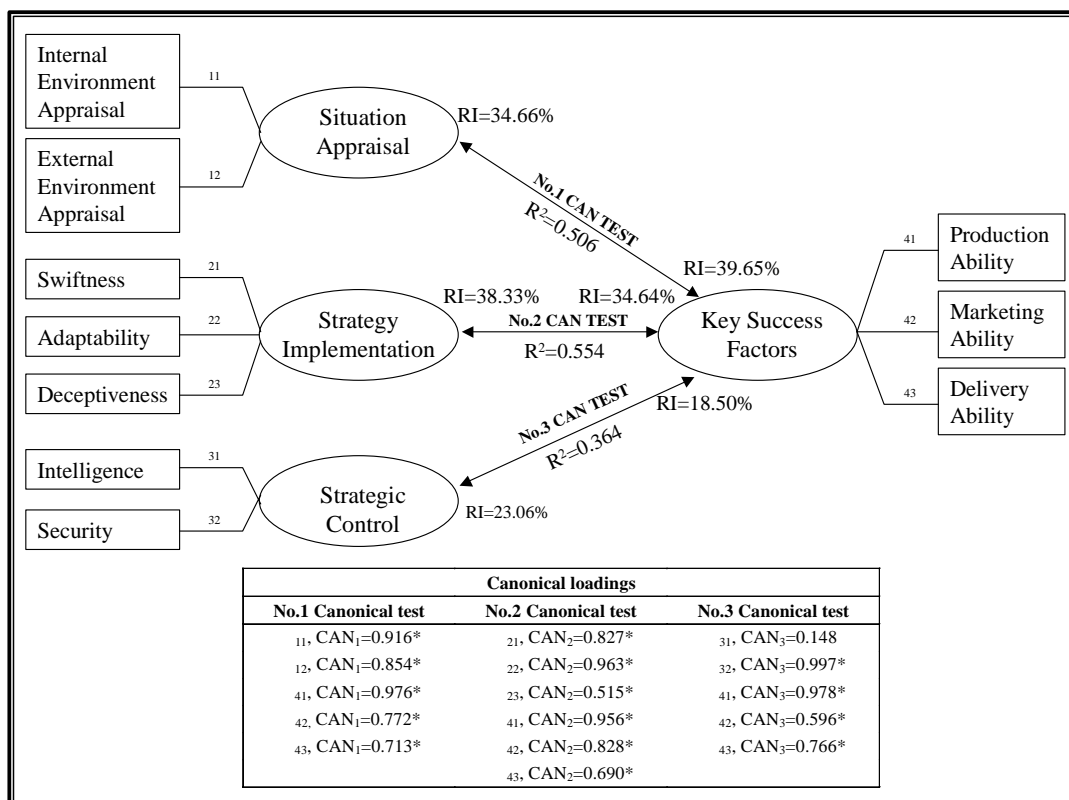 Internal
Environment
Appraisal
11
External
Environment
Appraisal
12
Situation
Appraisal
RI=34.66%
No.1 CAN TEST
R²=0.506
RI=39.65%
Swiftness
21
Adaptability
22
Deceptiveness
23
Strategy
Implementation
RI=38.33%
No.2 CAN TEST
R²=0.554
RI=34.64%
Key Success
Factors
41
Production
Ability
42
Marketing
Ability
43
Delivery
Ability
Intelligence
31
Security
32
Strategic
Control
RI=23.06%
No.3 CAN TEST
R²=0.364
RI=18.50%
Canonical loadings
No.1 Canonical test No.2 Canonical test No.3 Canonical test
₁₁, CAN₁=0.916* ₂₁, CAN₂=0.827* ₃₁, CAN₃=0.148
₁₂, CAN₁=0.854* ₂₂, CAN₂=0.963* ₃₂, CAN₃=0.997*
₄₁, CAN₁=0.976* ₂₃, CAN₂=0.515* ₄₁, CAN₃=0.978*
₄₂, CAN₁=0.772* ₄₁, CAN₂=0.956* ₄₂, CAN₃=0.596*
₄₃, CAN₁=0.713* ₄₂, CAN₂=0.828* ₄₃, CAN₃=0.766*
₄₃, CAN₂=0.690*